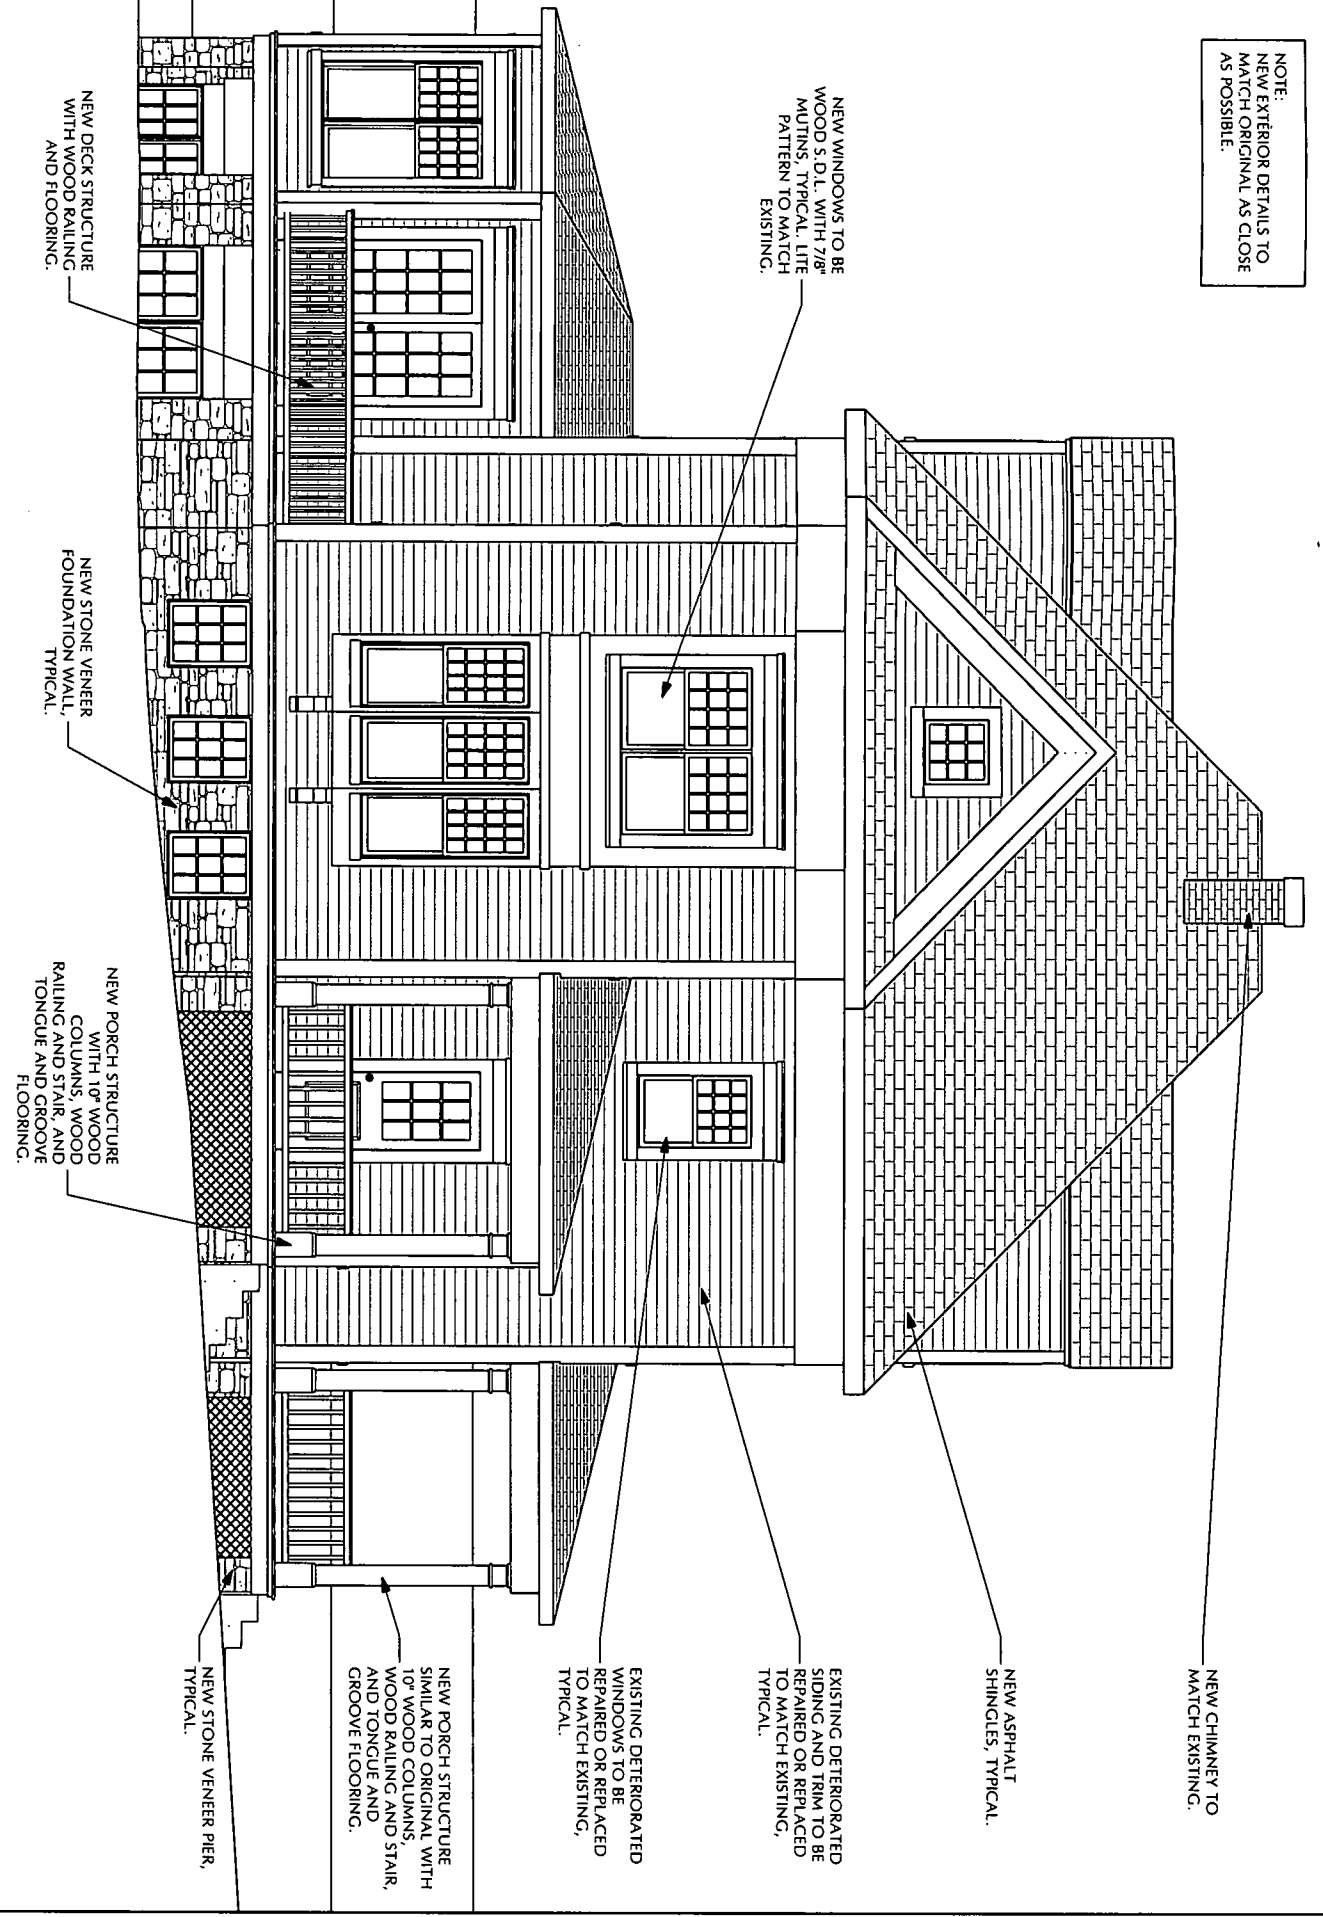 NOTE:
NEW EXTERIOR DETAILS TO
MATCH ORIGINAL AS CLOSE
AS POSSIBLE.
NEW CHIMNEY TO
MATCH EXISTING.
NEW ASPHALT
SHINGLES, TYPICAL.
NEW WINDOWS TO BE
WOOD S.D.L. WITH 7/8"
MUTINS, TYPICAL. LITE
PATTERN TO MATCH
EXISTING.
EXISTING DETERIORATED
SIDING AND TRIM TO BE
REPAIRED OR REPLACED
TO MATCH EXISTING,
TYPICAL.
EXISTING DETERIORATED
WINDOWS TO BE
REPAIRED OR REPLACED
TO MATCH EXISTING,
TYPICAL.
NEW PORCH STRUCTURE
SIMILAR TO ORIGINAL WITH
10" WOOD COLUMNS,
WOOD RAILING AND STAIR,
AND TONGUE AND
GROOVE FLOORING.
NEW STONE VENEER PIER,
TYPICAL.
NEW DECK STRUCTURE
WITH WOOD RAILING
AND FLOORING.
NEW STONE VENEER
FOUNDATION WALL,
TYPICAL.
NEW PORCH STRUCTURE
WITH 10" WOOD
COLUMNS, WOOD
RAILING AND STAIR, AND
TONGUE AND GROOVE
FLOORING.